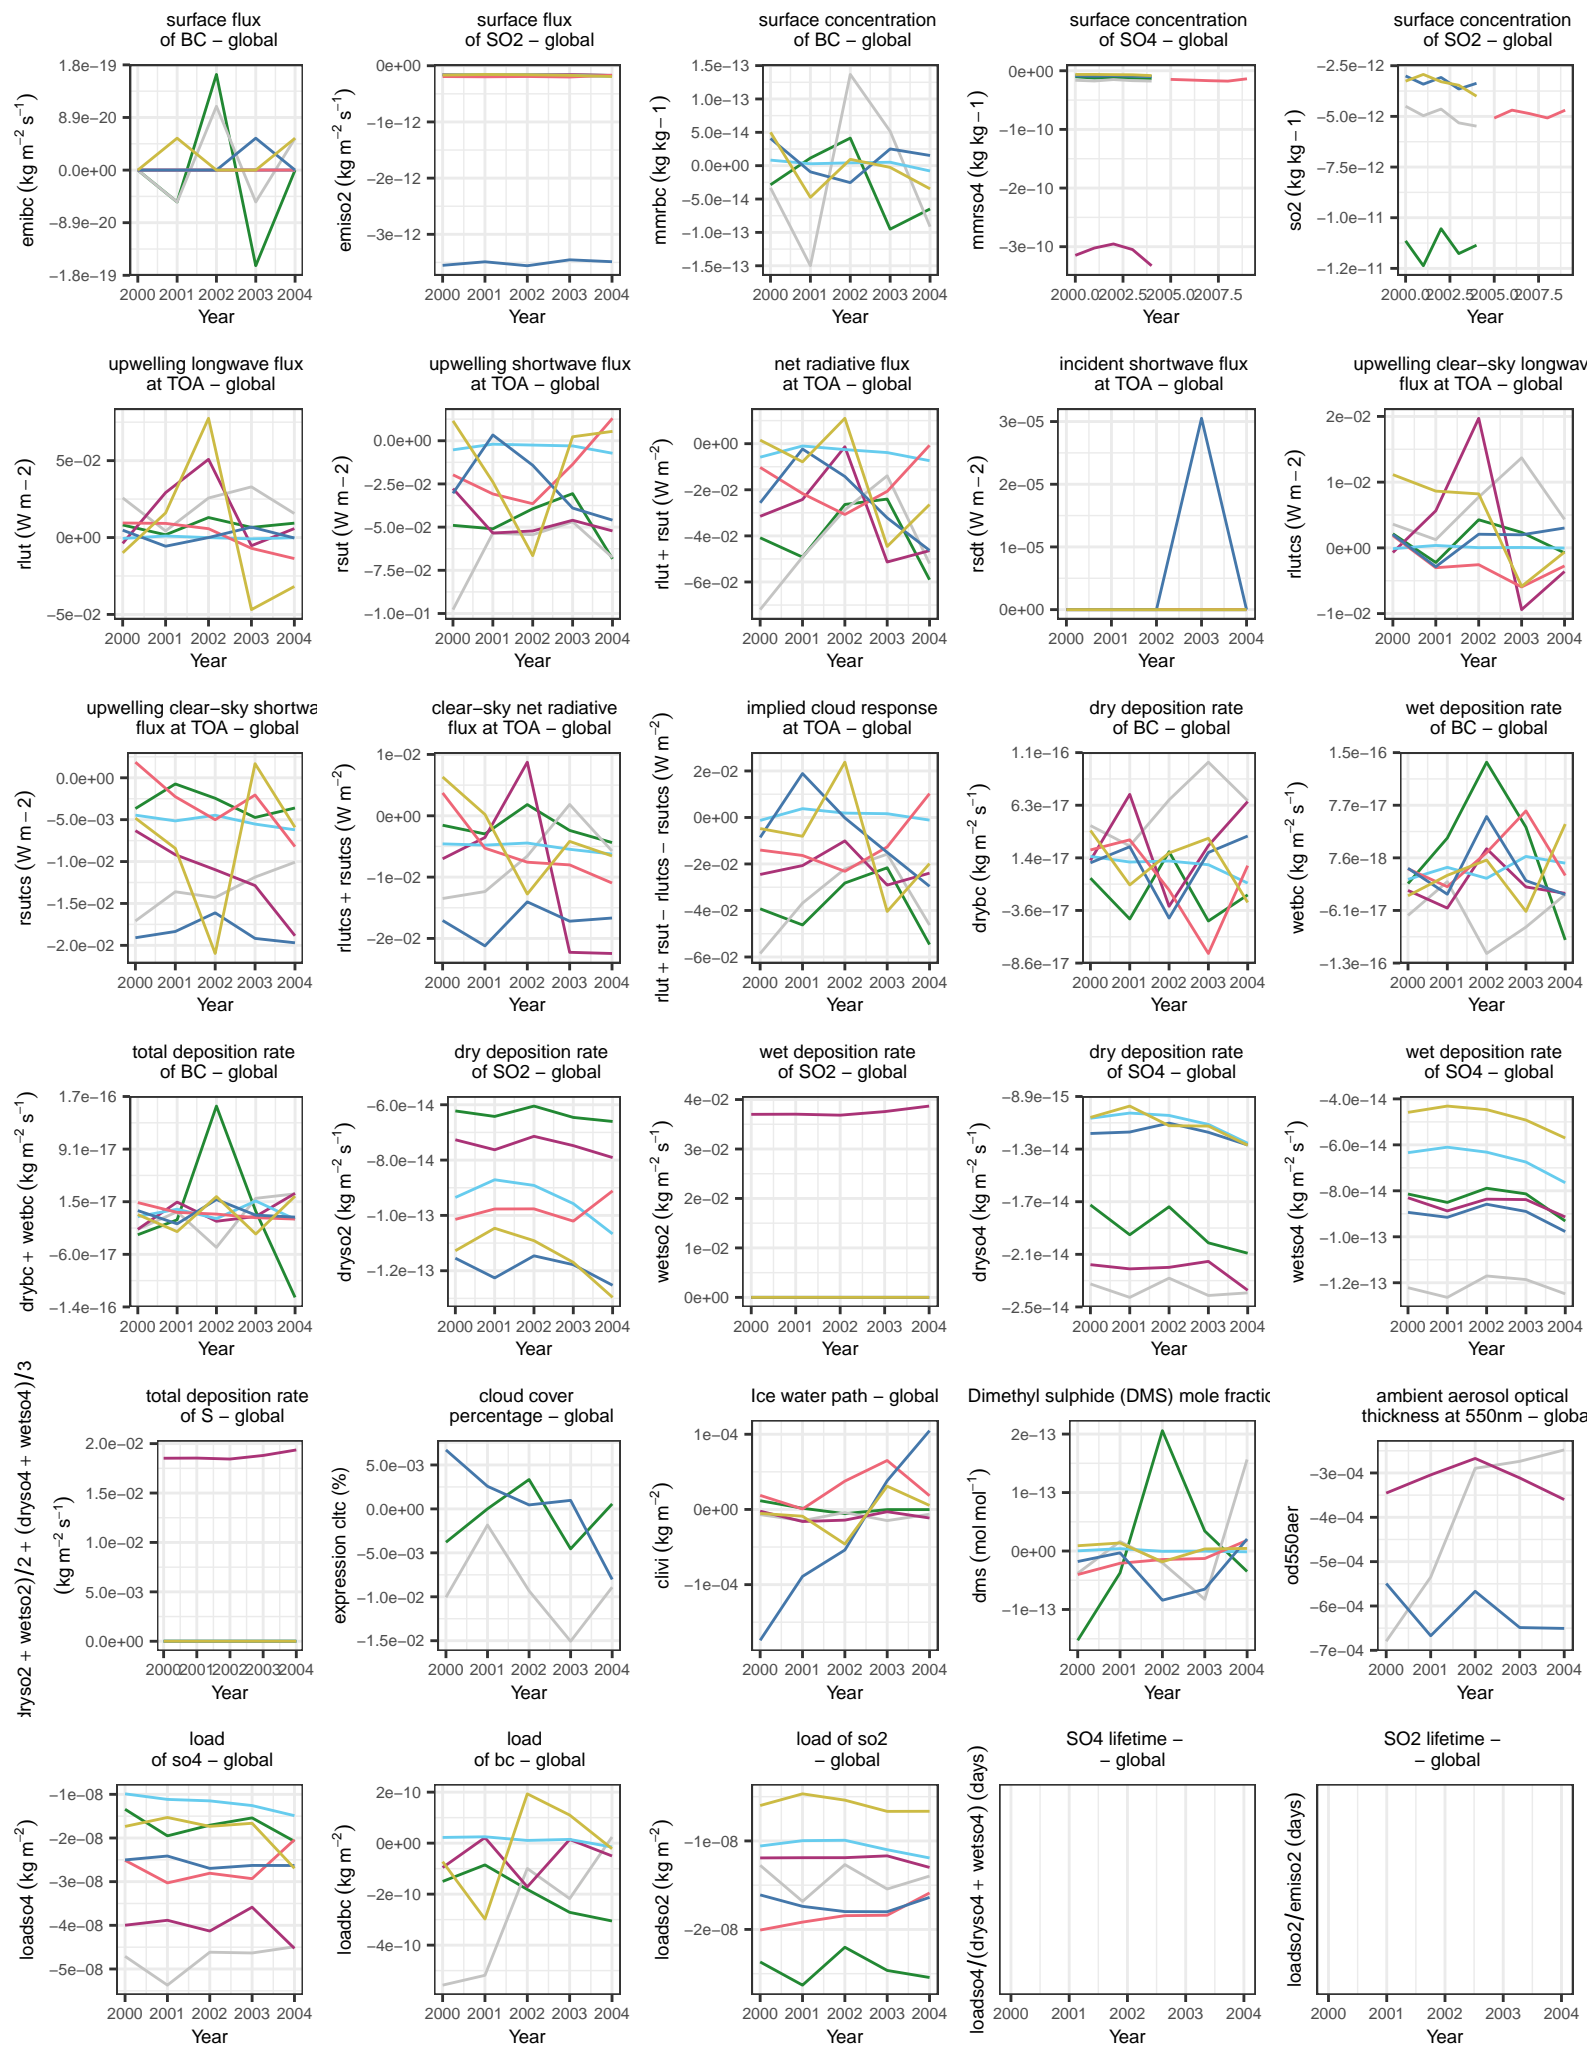 surface flux
of BC − global
emibc (kg m−2 s−1)
1.8e−19
8.9e−20
0.0e+00
−8.9e−20
−1.8e−19
2000 2001 2002 2003 2004
Year
surface flux
of SO2 − global
emiso2 (kg m−2 s−1)
0e+00
−1e−12
−2e−12
−3e−12
2000 2001 2002 2003 2004
Year
surface concentration
of BC − global
mmrbc (kg kg − 1)
1.5e−13
1.0e−13
5.0e−14
0.0e+00
−5.0e−14
−1.0e−13
−1.5e−13
2000 2001 2002 2003 2004
Year
surface concentration
of SO4 − global
mmrso4 (kg kg − 1)
0e+00
−1e−10
−2e−10
−3e−10
2000.0 2002.5 2005.0 2007.5
Year
surface concentration
of SO2 − global
so2 (kg kg − 1)
−2.5e−12
−5.0e−12
−7.5e−12
−1.0e−11
−1.2e−11
2000.0 2002.5 2005.0 2007.5
Year
upwelling longwave flux
at TOA − global
rlut (W m − 2)
5e−02
0e+00
−5e−02
2000 2001 2002 2003 2004
Year
upwelling shortwave flux
at TOA − global
rsut (W m − 2)
0.0e+00
−2.5e−02
−5.0e−02
−7.5e−02
−1.0e−01
2000 2001 2002 2003 2004
Year
net radiative flux
at TOA − global
rlut + rsut (W m−2)
0e+00
−2e−02
−4e−02
−6e−02
2000 2001 2002 2003 2004
Year
incident shortwave flux
at TOA − global
rsdt (W m − 2)
3e−05
2e−05
1e−05
0e+00
2000 2001 2002 2003 2004
Year
upwelling clear−sky longwav
flux at TOA − global
rlutcs (W m − 2)
2e−02
1e−02
0e+00
−1e−02
2000 2001 2002 2003 2004
Year
upwelling clear−sky shortwa
flux at TOA − global
rsutcs (W m − 2)
0.0e+00
−5.0e−03
−1.0e−02
−1.5e−02
−2.0e−02
2000 2001 2002 2003 2004
Year
clear−sky net radiative
flux at TOA − global
rlutcs + rsutcs (W m−2)
1e−02
0e+00
−1e−02
−2e−02
2000 2001 2002 2003 2004
Year
implied cloud response
at TOA − global
rlut + rsut − rlutcs − rsutcs (W m−2)
2e−02
0e+00
−2e−02
−4e−02
−6e−02
2000 2001 2002 2003 2004
Year
dry deposition rate
of BC − global
drybc (kg m−2 s−1)
1.1e−16
6.3e−17
1.4e−17
−3.6e−17
−8.6e−17
2000 2001 2002 2003 2004
Year
wet deposition rate
of BC − global
wetbc (kg m−2 s−1)
1.5e−16
7.7e−17
7.6e−18
−6.1e−17
−1.3e−16
2000 2001 2002 2003 2004
Year
total deposition rate
of BC − global
drybc + wetbc (kg m−2 s−1)
1.7e−16
9.1e−17
1.5e−17
−6.0e−17
−1.4e−16
2000 2001 2002 2003 2004
Year
dry deposition rate
of SO2 − global
dryso2 (kg m−2 s−1)
−6.0e−14
−8.0e−14
−1.0e−13
−1.2e−13
2000 2001 2002 2003 2004
Year
wet deposition rate
of SO2 − global
wetso2 (kg m−2 s−1)
4e−02
3e−02
2e−02
1e−02
0e+00
2000 2001 2002 2003 2004
Year
dry deposition rate
of SO4 − global
dryso4 (kg m−2 s−1)
−8.9e−15
−1.3e−14
−1.7e−14
−2.1e−14
−2.5e−14
2000 2001 2002 2003 2004
Year
wet deposition rate
of SO4 − global
wetso4 (kg m−2 s−1)
−4.0e−14
−6.0e−14
−8.0e−14
−1.0e−13
−1.2e−13
2000 2001 2002 2003 2004
Year
total deposition rate
of S − global
dryso2 + wetso2)/2 + (dryso4 + wetso4)/3
(kg m−2 s−1)
2.0e−02
1.5e−02
1.0e−02
5.0e−03
0.0e+00
2000 2001 2002 2003 2004
Year
cloud cover
percentage − global
expression cltc (%)
5.0e−03
0.0e+00
−5.0e−03
−1.0e−02
−1.5e−02
2000 2001 2002 2003 2004
Year
Ice water path − global
clivi (kg m−2)
1e−04
0e+00
−1e−04
2000 2001 2002 2003 2004
Year
Dimethyl sulphide (DMS) mole fractic
dms (mol mol−1)
2e−13
1e−13
0e+00
−1e−13
2000 2001 2002 2003 2004
Year
ambient aerosol optical
thickness at 550nm − globa
od550aer
−3e−04
−4e−04
−5e−04
−6e−04
−7e−04
2000 2001 2002 2003 2004
Year
load
of so4 − global
loadso4 (kg m−2)
−1e−08
−2e−08
−3e−08
−4e−08
−5e−08
2000 2001 2002 2003 2004
Year
load
of bc − global
loadbc (kg m−2)
2e−10
0e+00
−2e−10
−4e−10
2000 2001 2002 2003 2004
Year
load of so2
− global
loadso2 (kg m−2)
−1e−08
−2e−08
2000 2001 2002 2003 2004
Year
SO4 lifetime −
− global
loadso4/(dryso4 + wetso4) (days)
2000 2001 2002 2003 2004
Year
SO2 lifetime −
− global
loadso2/emiso2 (days)
2000 2001 2002 2003 2004
Year